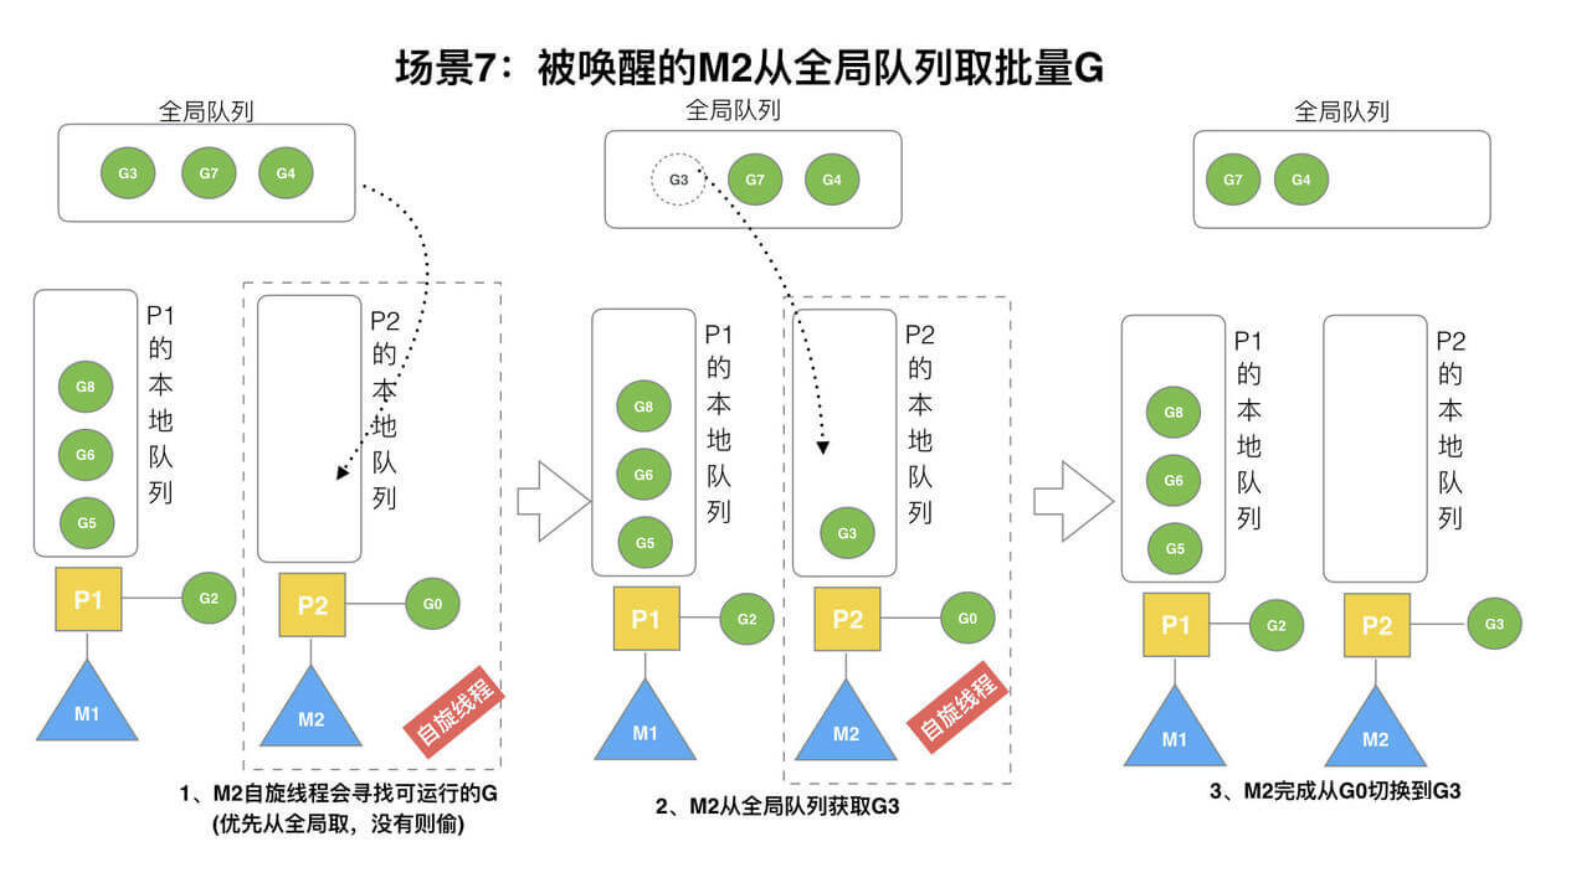 场景7：被唤醒的M2从全局队列取批量G
全局队列
G3 G7 G4
P1的本地队列
G8
G6
G5
P2的本地队列
P1
G2
P2
G0
M1
M2
自旋线程
1、M2自旋线程会寻找可运行的G
(优先从全局取，没有则偷)
全局队列
G3 G7 G4
P1的本地队列
G8
G6
G5
P2的本地队列
G3
P1
G2
P2
G0
M1
M2
自旋线程
2、M2从全局队列获取G3
全局队列
G7 G4
P1的本地队列
G8
G6
G5
P2的本地队列
P1
G2
P2
G3
M1
M2
3、M2完成从G0切换到G3